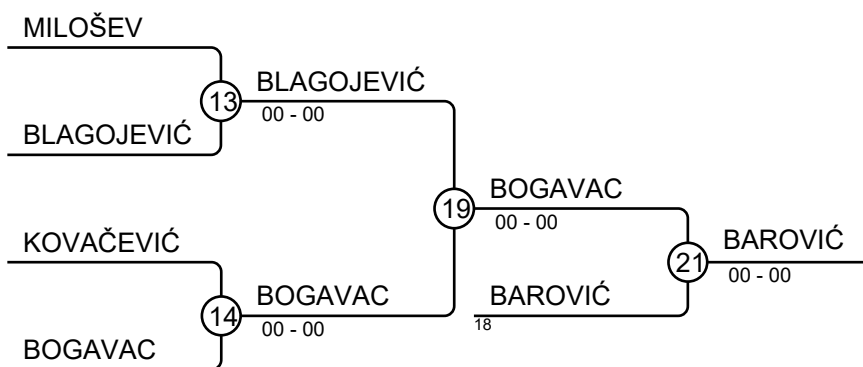 MILOŠEV
13
BLAGOJEVIĆ
00 - 00
BLAGOJEVIĆ
19
BOGAVAC
00 - 00
KOVAČEVIĆ
14
BOGAVAC
00 - 00
BOGAVAC
BAROVIĆ
18
21
BAROVIĆ
00 - 00